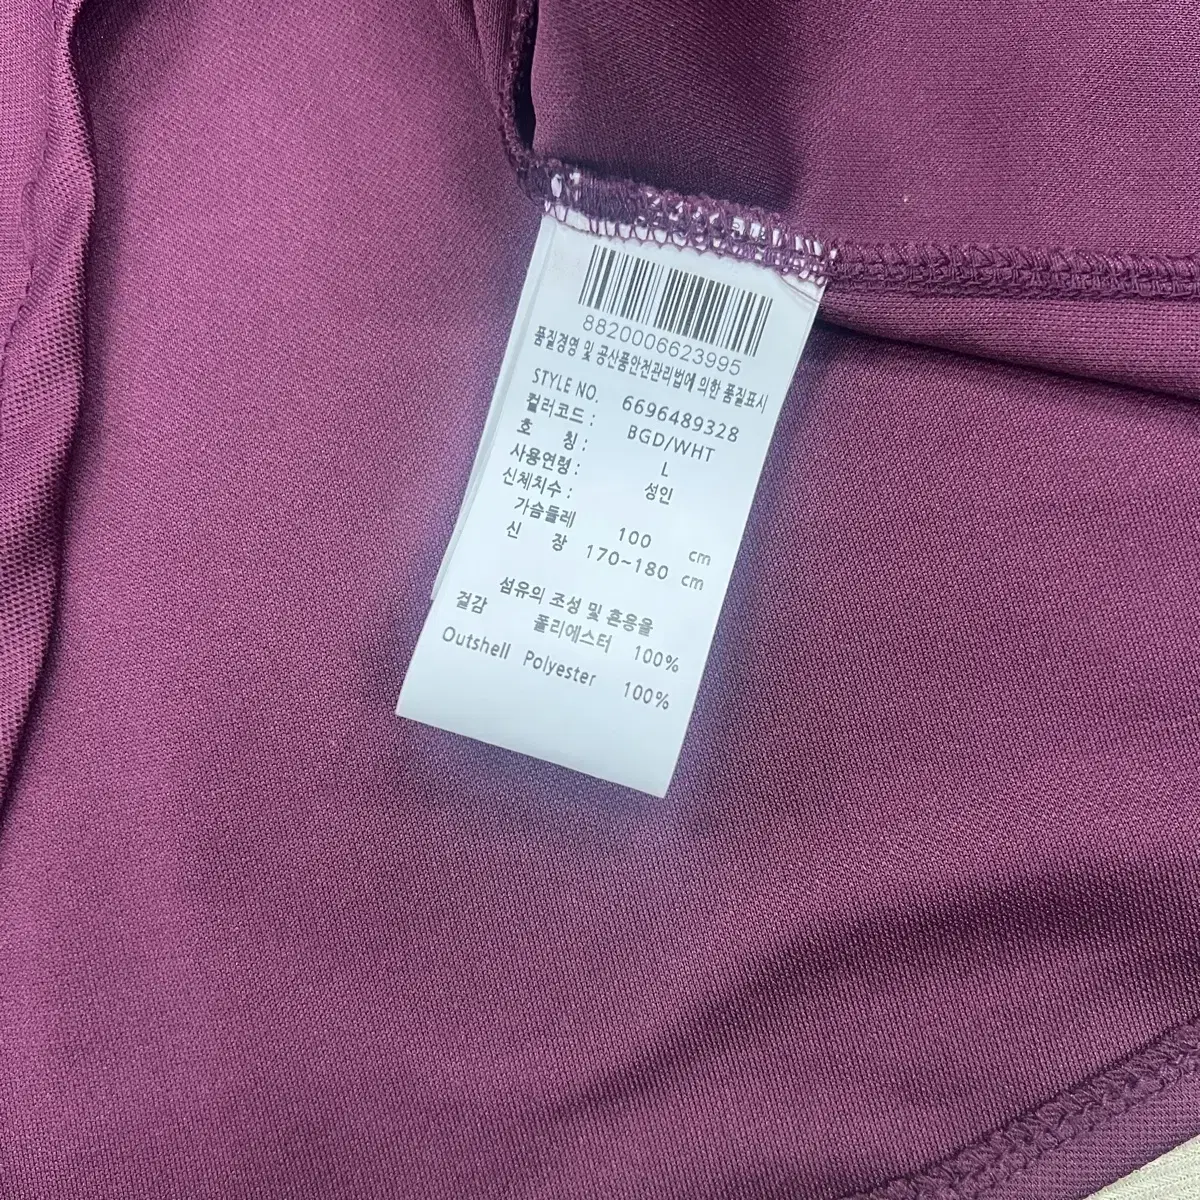 8820006623995
품질경영 및 공산품안전관리법에 의한 품질표시
STYLE NO. 6696489328
컬러코드 : BGD/WHT
호 칭 : L
사용연령 : 성인
신체치수 :
가슴둘레 100 cm
신 장 170~180 cm
섬유의 조성 및 혼용율
겉감 폴리에스터 100%
Outshell Polyester 100%